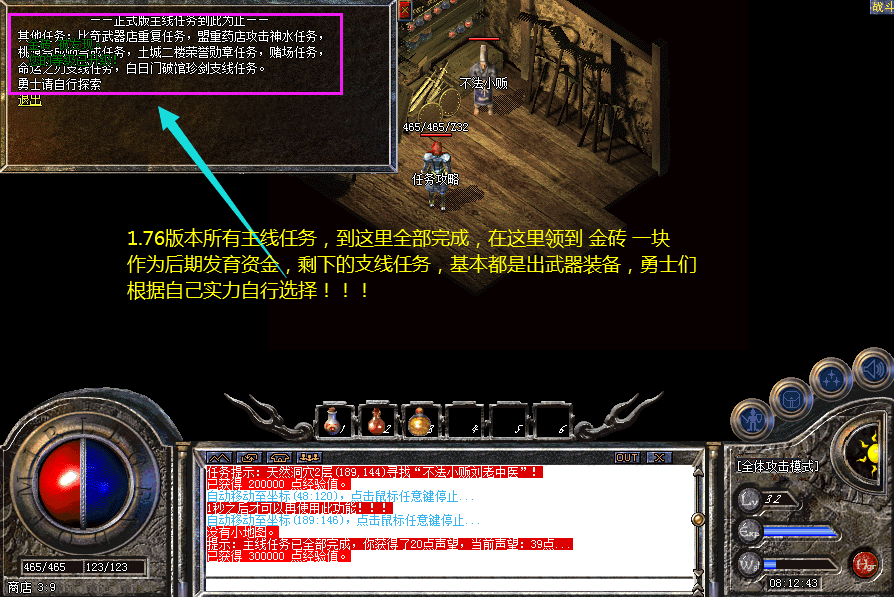 ——正式版主线任务到此为止——
其他任务：比奇武器店重复任务，盟重药店攻击神水任务，
任务，土城二楼荣誉勋章任务，赌场任务，
命运之刃支线任务，白日门破馆珍剑支线任务。
勇士请自行探索
退出
战斗
不法小贩
465/465/Z32
任务攻略
1.76版本所有主线任务，到这里全部完成，在这里领到 金砖 一块
作为后期发育资金，剩下的支线任务，基本都是出武器装备，勇士们
根据自己实力自行选择！！！
1 2 3 4 5 6
OUT
任务提示：天然洞穴2层(189,144)寻找“不法小贩刘老中医”！
已获得 200000 点经验值。
自动移动至坐标(48:120)，点击鼠标任意键停止...
1秒之后才可以再使用此功能！！！
自动移动至坐标(189:146)，点击鼠标任意键停止...
没有小地图。
提示：主线任务已全部完成，你获得了20点声望，当前声望：39点...
已获得 300000 点经验值。
[全体攻击模式]
Lv 32
Exp
Wgt
Hgr
08:12:43
465/465 123/123
商店 3:9